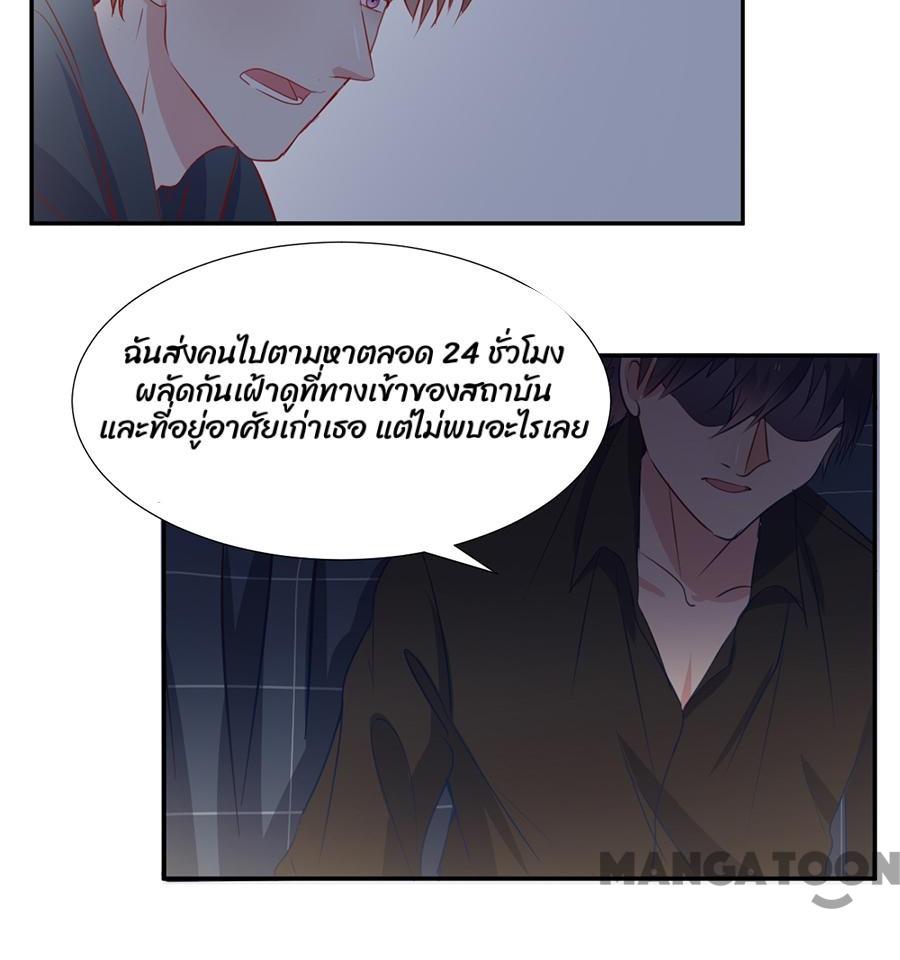 ฉันส่งคนไปตามหาตลอด 24 ชั่วโมง
ผลัดกันเฝ้าดูที่ทางเข้าของสถาบัน
และที่อยู่อาศัยเก่าเธอ แต่ไม่พบอะไรเลย
MANGATOON